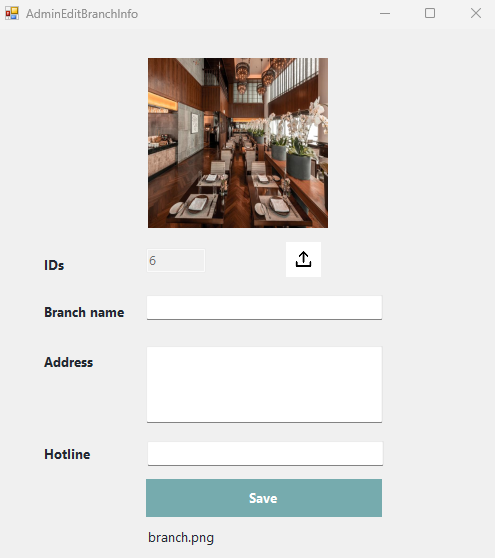 AdminEditBranchInfo
IDs
6
Branch name
Address
Hotline
Save
branch.png